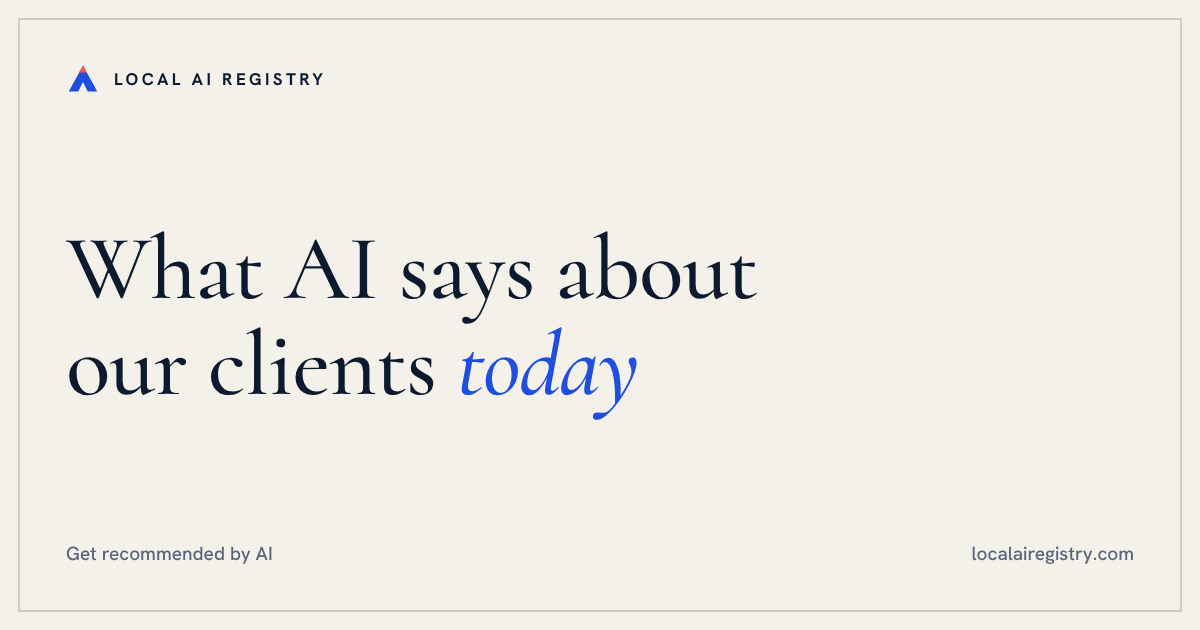 LOCAL AI REGISTRY
What AI says about
our clients today
Get recommended by AI
localairegistry.com